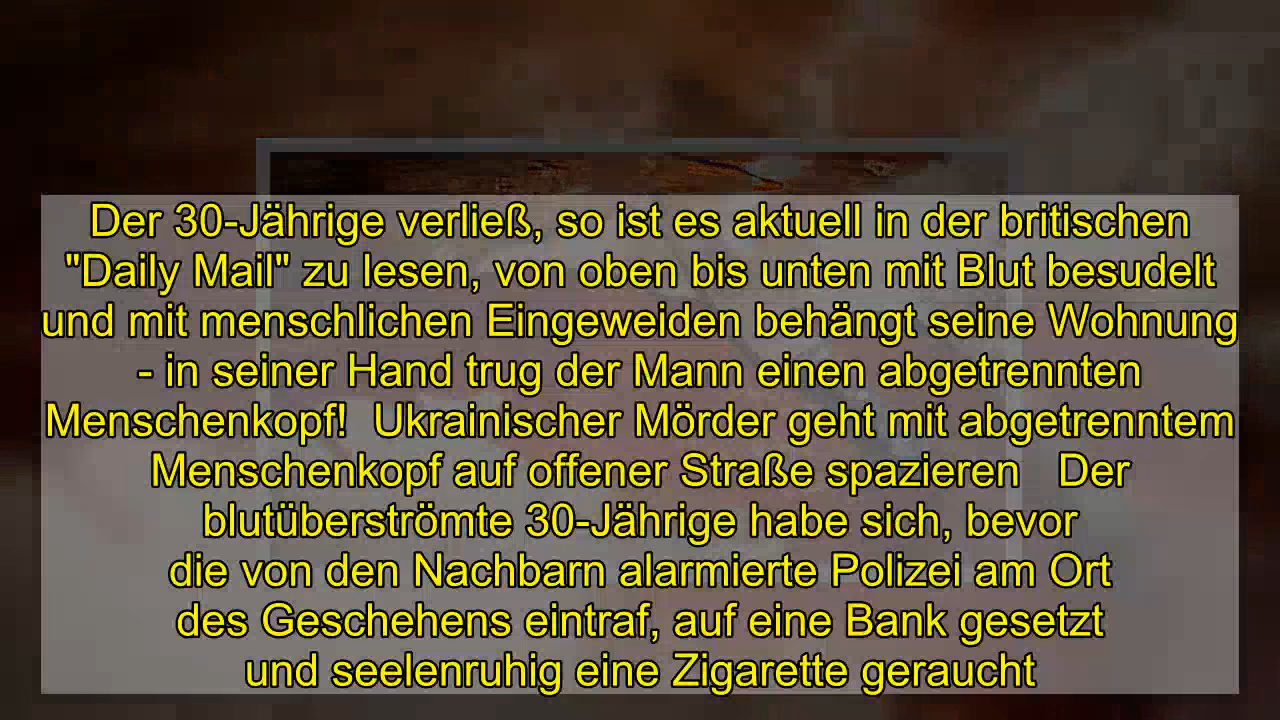 Der 30-Jährige verließ, so ist es aktuell in der britischen
"Daily Mail" zu lesen, von oben bis unten mit Blut besudelt
und mit menschlichen Eingeweiden behängt seine Wohnung
- in seiner Hand trug der Mann einen abgetrennten
Menschenkopf!  Ukrainischer Mörder geht mit abgetrenntem
Menschenkopf auf offener Straße spazieren   Der
blutüberströmte 30-Jährige habe sich, bevor
die von den Nachbarn alarmierte Polizei am Ort
des Geschehens eintraf, auf eine Bank gesetzt
und seelenruhig eine Zigarette geraucht